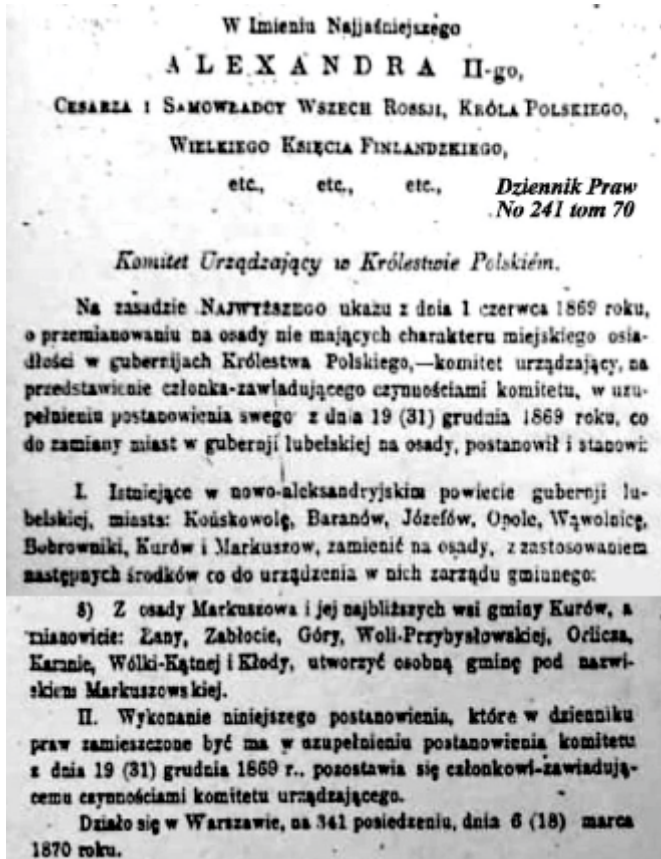 W Imieniu Najjaśniejszego
ALEXANDRA II-go,
CESARZA I SAMOWŁADCY WSZECH ROSSJI, KRÓLA POLSKIEGO,
WIELKIEGO KSIĘCIA FINLANDZKIEGO,
etc., etc., etc.,
Dziennik Praw
No 241 tom 70
Komitet Urządzający w Królestwie Polskiém.
Na zasadzie NAJWYŻSZEGO ukazu z dnia 1 czerwca 1869 roku,
o przemianowaniu na osady nie mających charakteru miejskiego osia-
dłości w gubernijach Królestwa Polskiego,—komitet urządzający, na
przedstawienie członka-zawiadującego czynnościami komitetu, w uzu-
pełnieniu postanowienia swego z dnia 19 (31) grudnia 1869 roku, co
do zamiany miast w gubernji lubelskiej na osady, postanowił i stanowi:
I. Istniejące w nowo-aleksandryjskim powiecie gubernji lu-
belskiej, miasta: Końskowolę, Baranów, Józefów, Opole, Wąwolnicę,
Bobrowniki, Kurów i Markuszow, zamienić na osady, z zastosowaniem
następnych środków co do urządzenia w nich zarządu gminnego:
8) Z osady Markuszowa i jej najbliższych wsi gminy Kurów, a
mianowicie: Łany, Zabłocie, Góry, Woli-Przybysławskiej, Orlicza,
Kamnie, Wólki-Kątnej i Kłody, utworzyć osobną gminę pod nazwi-
skiem Markuszowskiej.
II. Wykonanie niniejszego postanowienia, które w dzienniku
praw zamieszczone być ma w uzupełnieniu postanowienia komitetu
z dnia 19 (31) grudnia 1869 r., pozostawia się członkowi-zawiadują-
cemu czynnościami komitetu urządzającego.
Działo się w Warszawie, na 341 posiedzeniu, dnia 6 (18) marca
1870 roku.